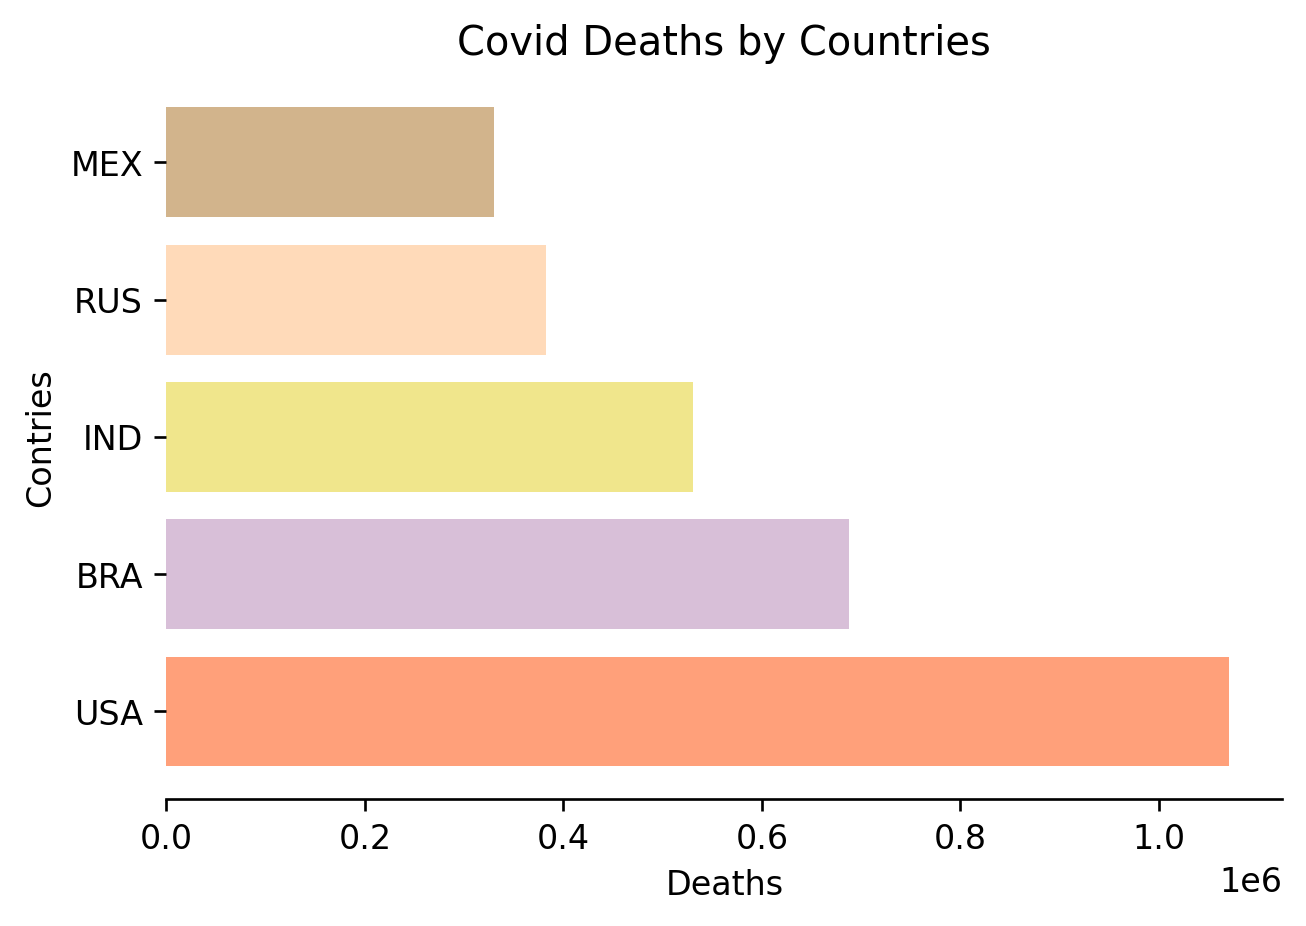 Covid Deaths by Countries
MEX
RUS
IND
BRA
USA
Contries
0.0 0.2 0.4 0.6 0.8 1.0
Deaths
1e6